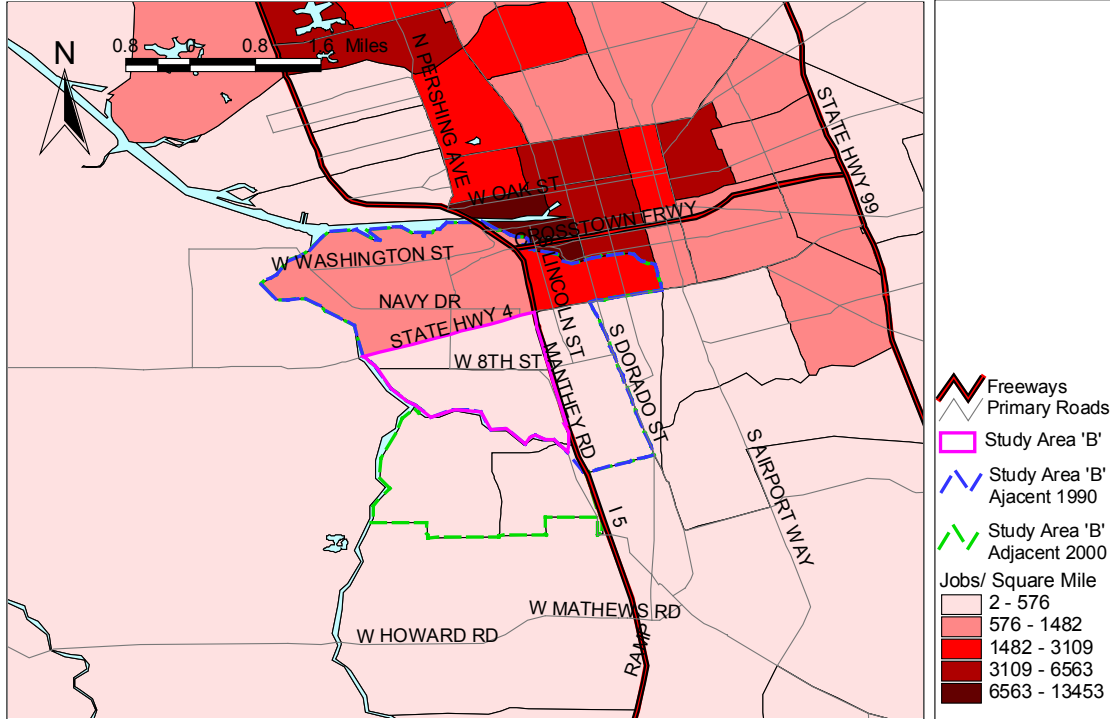 N
0.8 0 0.8 1.6 Miles
N PERSHING AVE
STATE HWY 99
W OAK ST
CROSSTOWN FRWY
W WASHINGTON ST
LINCOLN ST
NAVY DR
STATE HWY 4
S DORADO ST
W 8TH ST
MANTHEY RD
S AIRPORT WAY
I 5
W MATHEWS RD
W HOWARD RD
RAMP
Freeways
Primary Roads
Study Area 'B'
Study Area 'B'
Ajacent 1990
Study Area 'B'
Adjacent 2000
Jobs/ Square Mile
2 - 576
576 - 1482
1482 - 3109
3109 - 6563
6563 - 13453